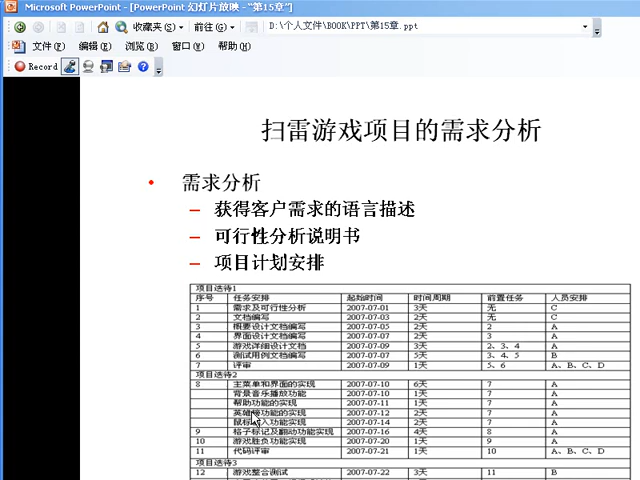 Microsoft PowerPoint - [PowerPoint 幻灯片放映 - “第15章”]
收藏夹(S) 前往(G) D:\个人文件\BOOK\PPT\第15章.ppt
文件(F) 编辑(E) 浏览(B) 窗口(W) 帮助(H)
Record
扫雷游戏项目的需求分析
• 需求分析
– 获得客户需求的语言描述
– 可行性分析说明书
– 项目计划安排
项目迭代1
序号 任务安排 起始时间 时间周期 前置任务 人员安排
1 需求及可行性分析 2007-07-01 3天 无 C
2 文档编写 2007-07-03 2天 无 C
3 概要设计文档编写 2007-07-05 2天 2 A
4 界面设计文档编写 2007-07-07 2天 3 A
5 游戏详细设计文档 2007-07-09 3天 2、3、4 A
6 测试用例文档编写 2007-07-07 5天 3、4、5 B
7 评审 2007-07-09 1天 5、6 A、B、C、D
项目迭代2
8 主菜单和界面的实现 2007-07-10 6天 7 A
背景音乐播放功能 2007-07-10 1天 7 A
帮助功能的实现 2007-07-11 1天 7 A
英雄榜功能的实现 2007-07-12 2天 7 A
鼠标输入功能实现 2007-07-14 2天 7 A
9 格子标记及翻动功能实现 2007-07-16 4天 8 A
10 游戏胜负功能实现 2007-07-20 1天 9 A
11 代码评审 2007-07-21 1天 10 A、B、C、D
项目迭代3
12 游戏整合测试 2007-07-22 3天 11 B